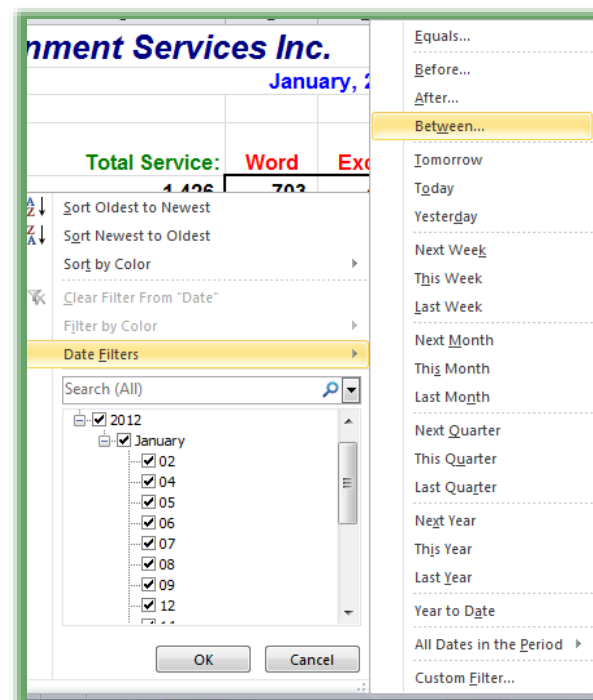 nment Services Inc.
January, 2
Total Service: Word Exc
1,426 703
Sort Oldest to Newest
Sort Newest to Oldest
Sort by Color
Clear Filter From "Date"
Filter by Color
Date Filters
Search (All)
2012
January
02
04
05
06
07
08
09
12
OK Cancel
Equals...
Before...
After...
Between...
Tomorrow
Today
Yesterday
Next Week
This Week
Last Week
Next Month
This Month
Last Month
Next Quarter
This Quarter
Last Quarter
Next Year
This Year
Last Year
Year to Date
All Dates in the Period
Custom Filter...